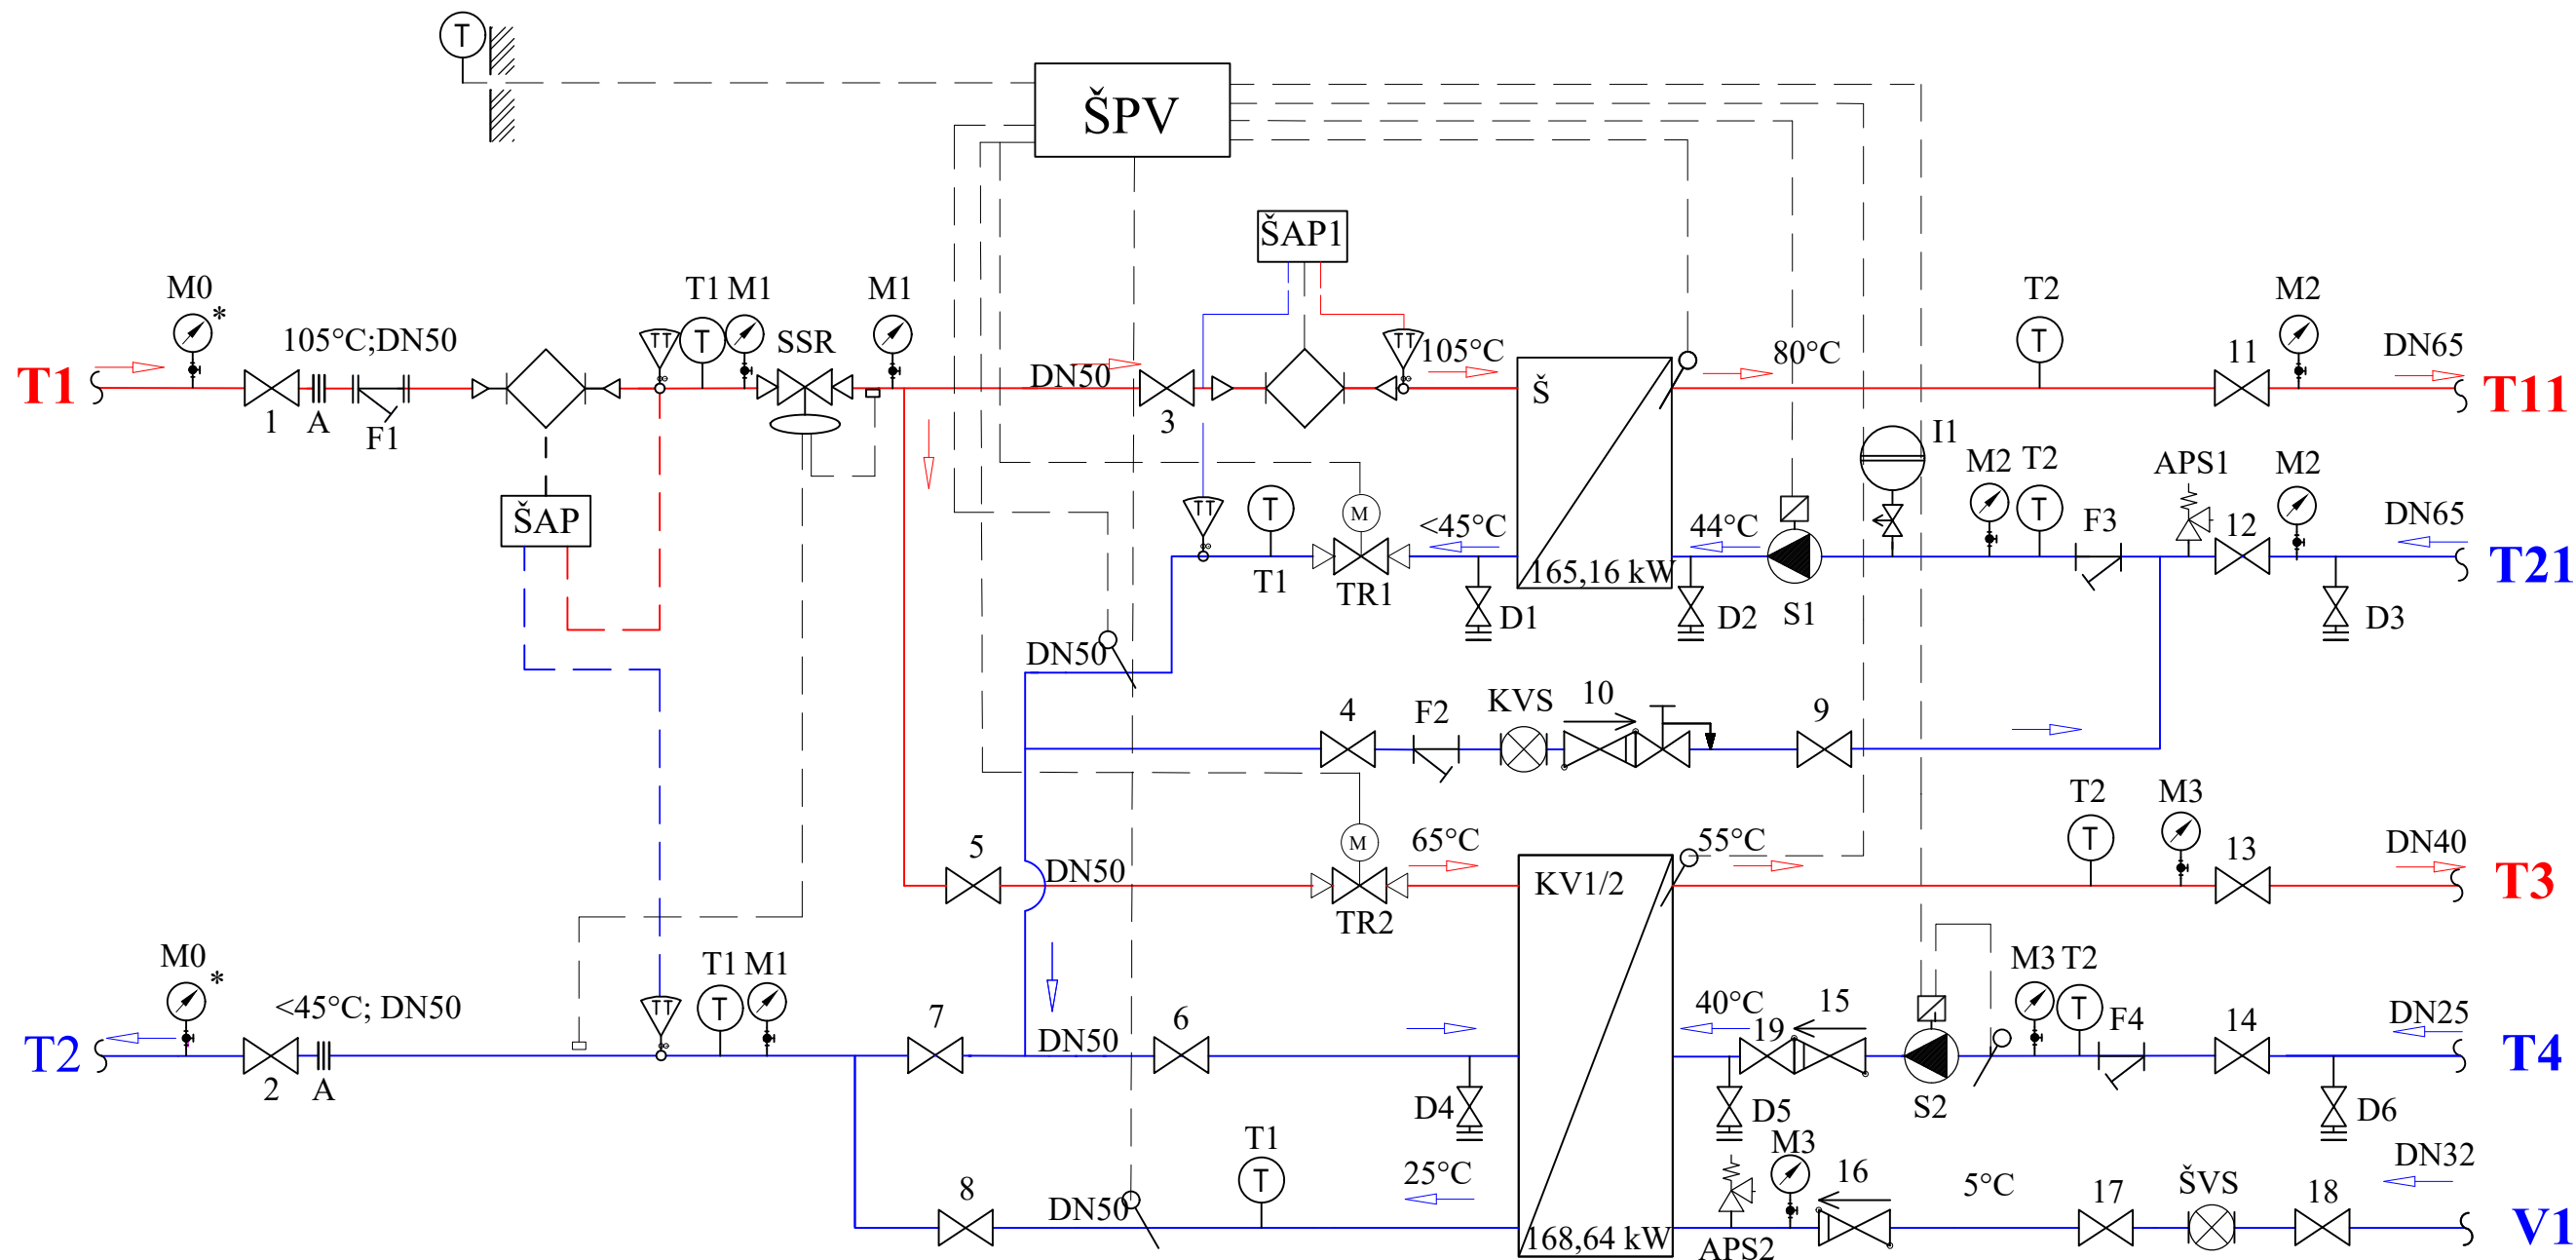 T
ŠPV
ŠAP1
M0
*
105°C;DN50
TT
T1
T
M1
SSR
M1
DN50
TT
105°C
Š
80°C
T2
T
11
M2
DN65
T1
1
A
F1
3
T11
I1
ŠAP
TT
T
T1
M
TR1
<45°C
165,16 kW
44°C
S1
M2
T2
T
F3
APS1
12
M2
DN65
T21
D1
D2
D3
DN50
4
F2
KVS
10
9
5
DN50
M
TR2
65°C
KV1/2
55°C
T2
T
M3
13
DN40
T3
M0
*
<45°C; DN50
TT
T1
T
M1
7
DN50
6
40°C
19
15
S2
M3
T2
T
F4
14
DN25
T2
2
A
T4
D4
D5
D6
8
DN50
T1
T
25°C
168,64 kW
APS2
M3
16
5°C
17
ŠVS
18
DN32
V1